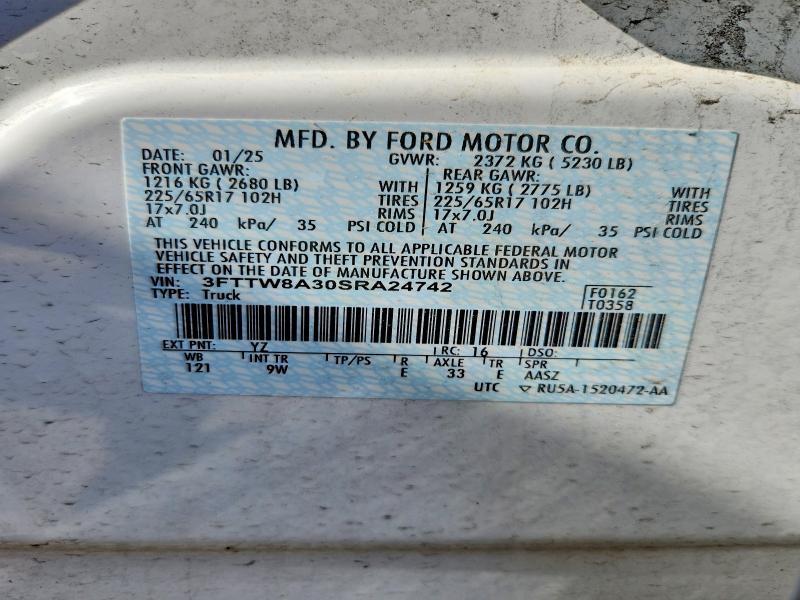 MFD. BY FORD MOTOR CO.
DATE: 01/25 GVWR: 2372 KG ( 5230 LB)
FRONT GAWR: REAR GAWR:
1216 KG ( 2680 LB) WITH 1259 KG ( 2775 LB) WITH
225/65R17 102H TIRES 225/65R17 102H TIRES
17x7.0J RIMS 17x7.0J RIMS
AT 240 kPa/ 35 PSI COLD AT 240 kPa/ 35 PSI COLD
THIS VEHICLE CONFORMS TO ALL APPLICABLE FEDERAL MOTOR
VEHICLE SAFETY AND THEFT PREVENTION STANDARDS IN
EFFECT ON THE DATE OF MANUFACTURE SHOWN ABOVE.
VIN: 3FTTW8A30SRA24742 F0162
TYPE: Truck T0358
EXT PNT: YZ RC: 16 DSO:
WB INT TR TP/PS R AXLE TR SPR
121 9W E 33 E AASZ
UTC ▽ RU5A-1520472-AA